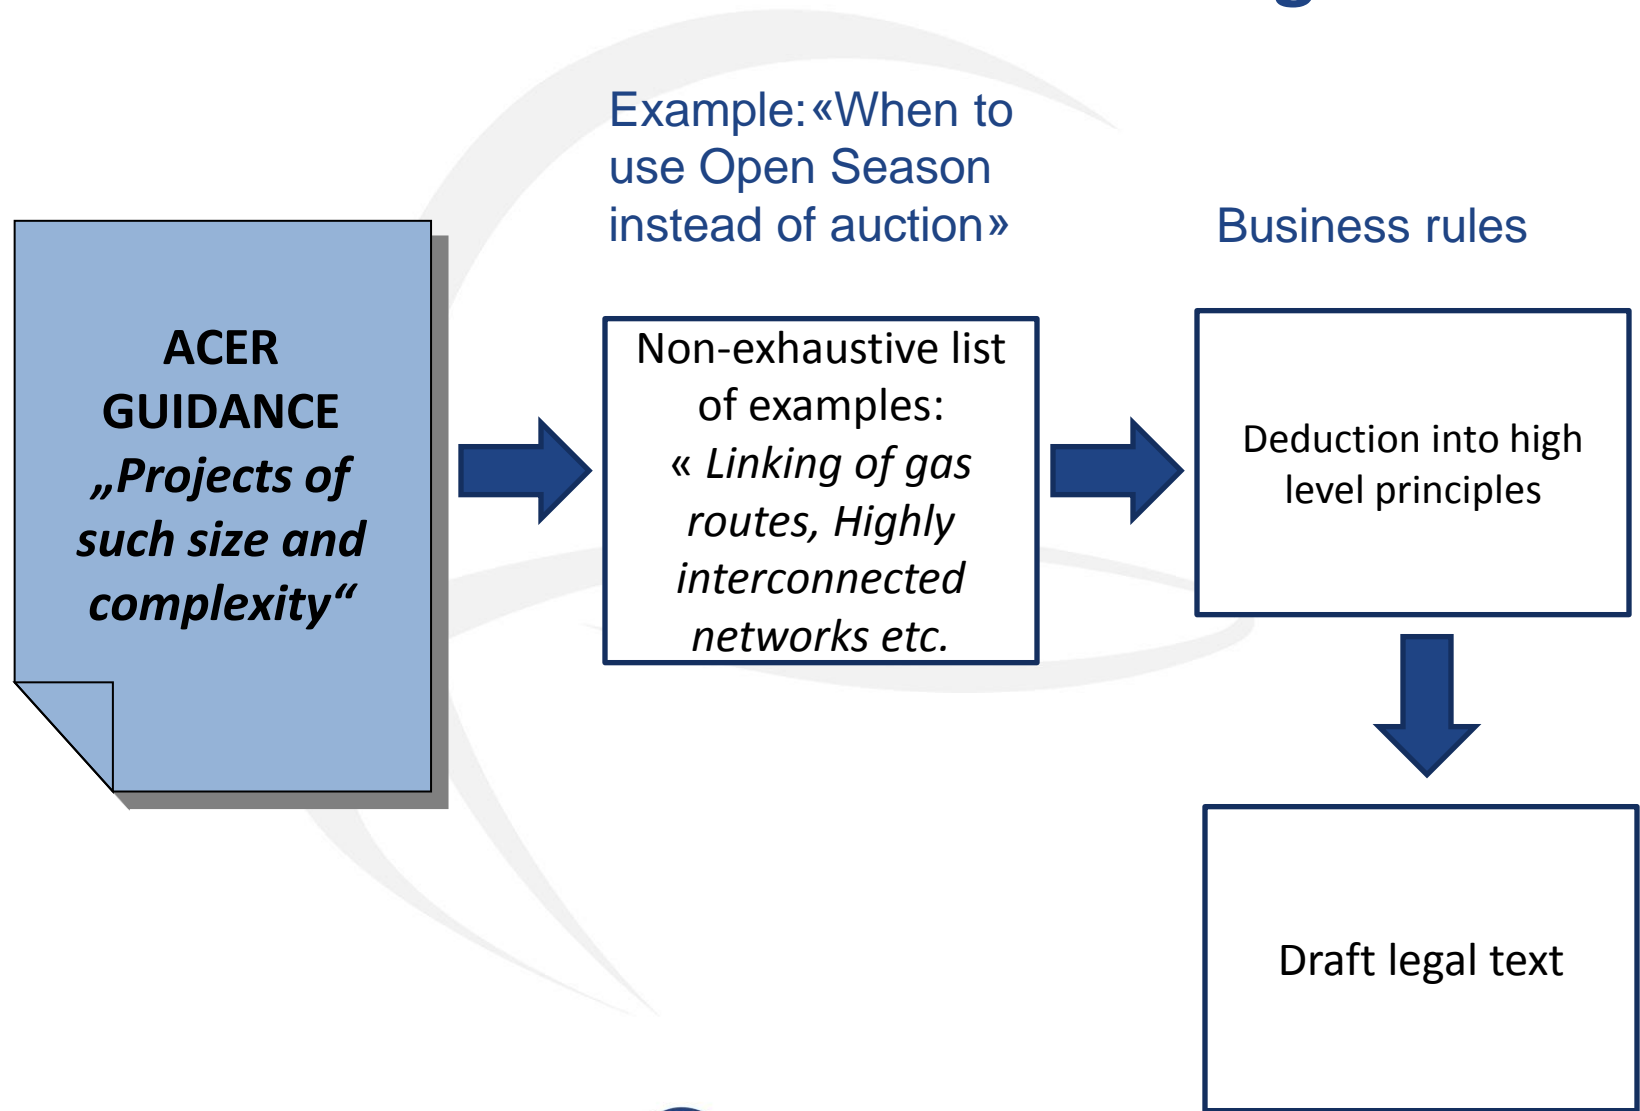 Example: «When to
use Open Season
instead of auction»
Business rules
ACER
GUIDANCE
„Projects of
such size and
complexity“
Non-exhaustive list
of examples:
« Linking of gas
routes, Highly
interconnected
networks etc.
Deduction into high
level principles
Draft legal text